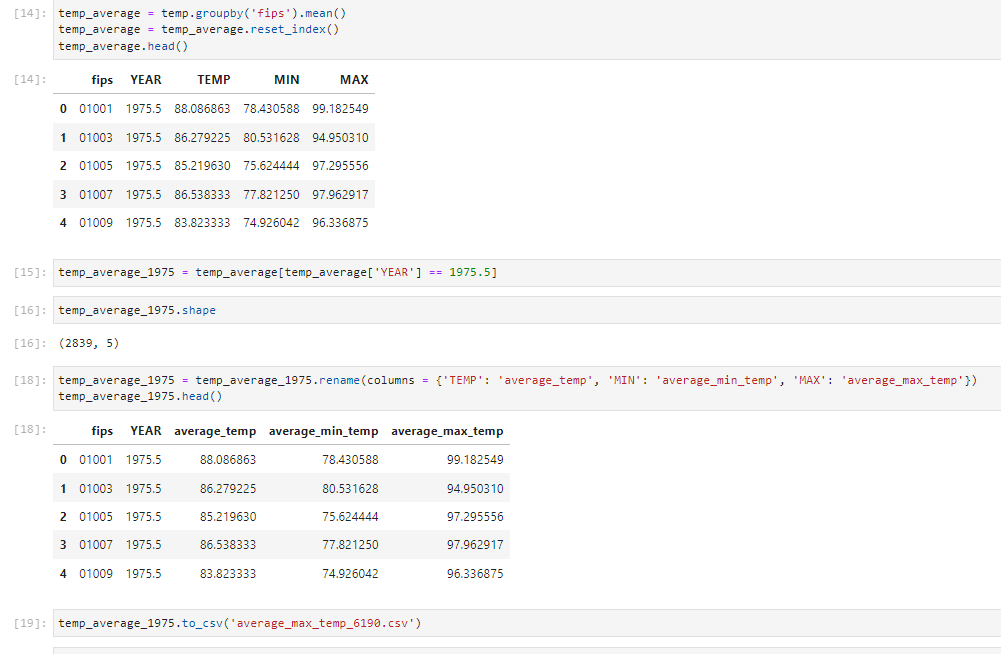 [14]: temp_average = temp.groupby('fips').mean()
temp_average = temp_average.reset_index()
temp_average.head()
[14]: fips YEAR TEMP MIN MAX
0 01001 1975.5 88.086863 78.430588 99.182549
1 01003 1975.5 86.279225 80.531628 94.950310
2 01005 1975.5 85.219630 75.624444 97.295556
3 01007 1975.5 86.538333 77.821250 97.962917
4 01009 1975.5 83.823333 74.926042 96.336875
[15]: temp_average_1975 = temp_average[temp_average['YEAR'] == 1975.5]
[16]: temp_average_1975.shape
[16]: (2839, 5)
[18]: temp_average_1975 = temp_average_1975.rename(columns = {'TEMP': 'average_temp', 'MIN': 'average_min_temp', 'MAX': 'average_max_temp'})
temp_average_1975.head()
[18]: fips YEAR average_temp average_min_temp average_max_temp
0 01001 1975.5 88.086863 78.430588 99.182549
1 01003 1975.5 86.279225 80.531628 94.950310
2 01005 1975.5 85.219630 75.624444 97.295556
3 01007 1975.5 86.538333 77.821250 97.962917
4 01009 1975.5 83.823333 74.926042 96.336875
[19]: temp_average_1975.to_csv('average_max_temp_6190.csv')